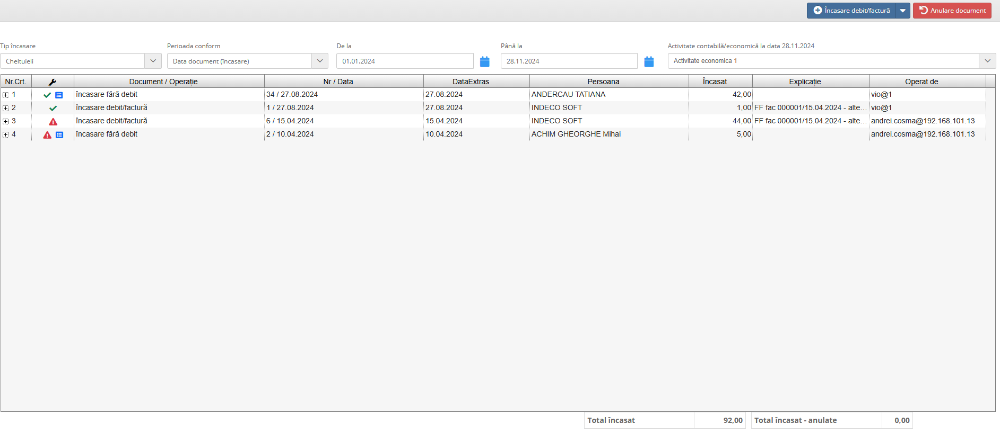 Încasare debit/factură Anulare document
Tip încasare Perioada conform De la Până la Activitate contabilă/economică la data 28.11.2024
Cheltuieli Data document (încasare) 01.01.2024 28.11.2024 Activitate economica 1
Nr.Crt. Document / Operație Nr / Data DataExtras Persoana Încasat Explicație Operat de
1 încasare fără debit 34 / 27.08.2024 27.08.2024 ANDERCAU TATIANA 42,00 vio@1
2 încasare debit/factură 1 / 27.08.2024 27.08.2024 INDECO SOFT 1,00 FF fac 000001/15.04.2024 - alte... vio@1
3 încasare debit/factură 6 / 15.04.2024 15.04.2024 INDECO SOFT 44,00 FF fac 000001/15.04.2024 - alte... andrei.cosma@192.168.101.13
4 încasare fără debit 2 / 10.04.2024 10.04.2024 ACHIM GHEORGHE Mihai 5,00 andrei.cosma@192.168.101.13
Total încasat 92,00 Total încasat - anulate 0,00